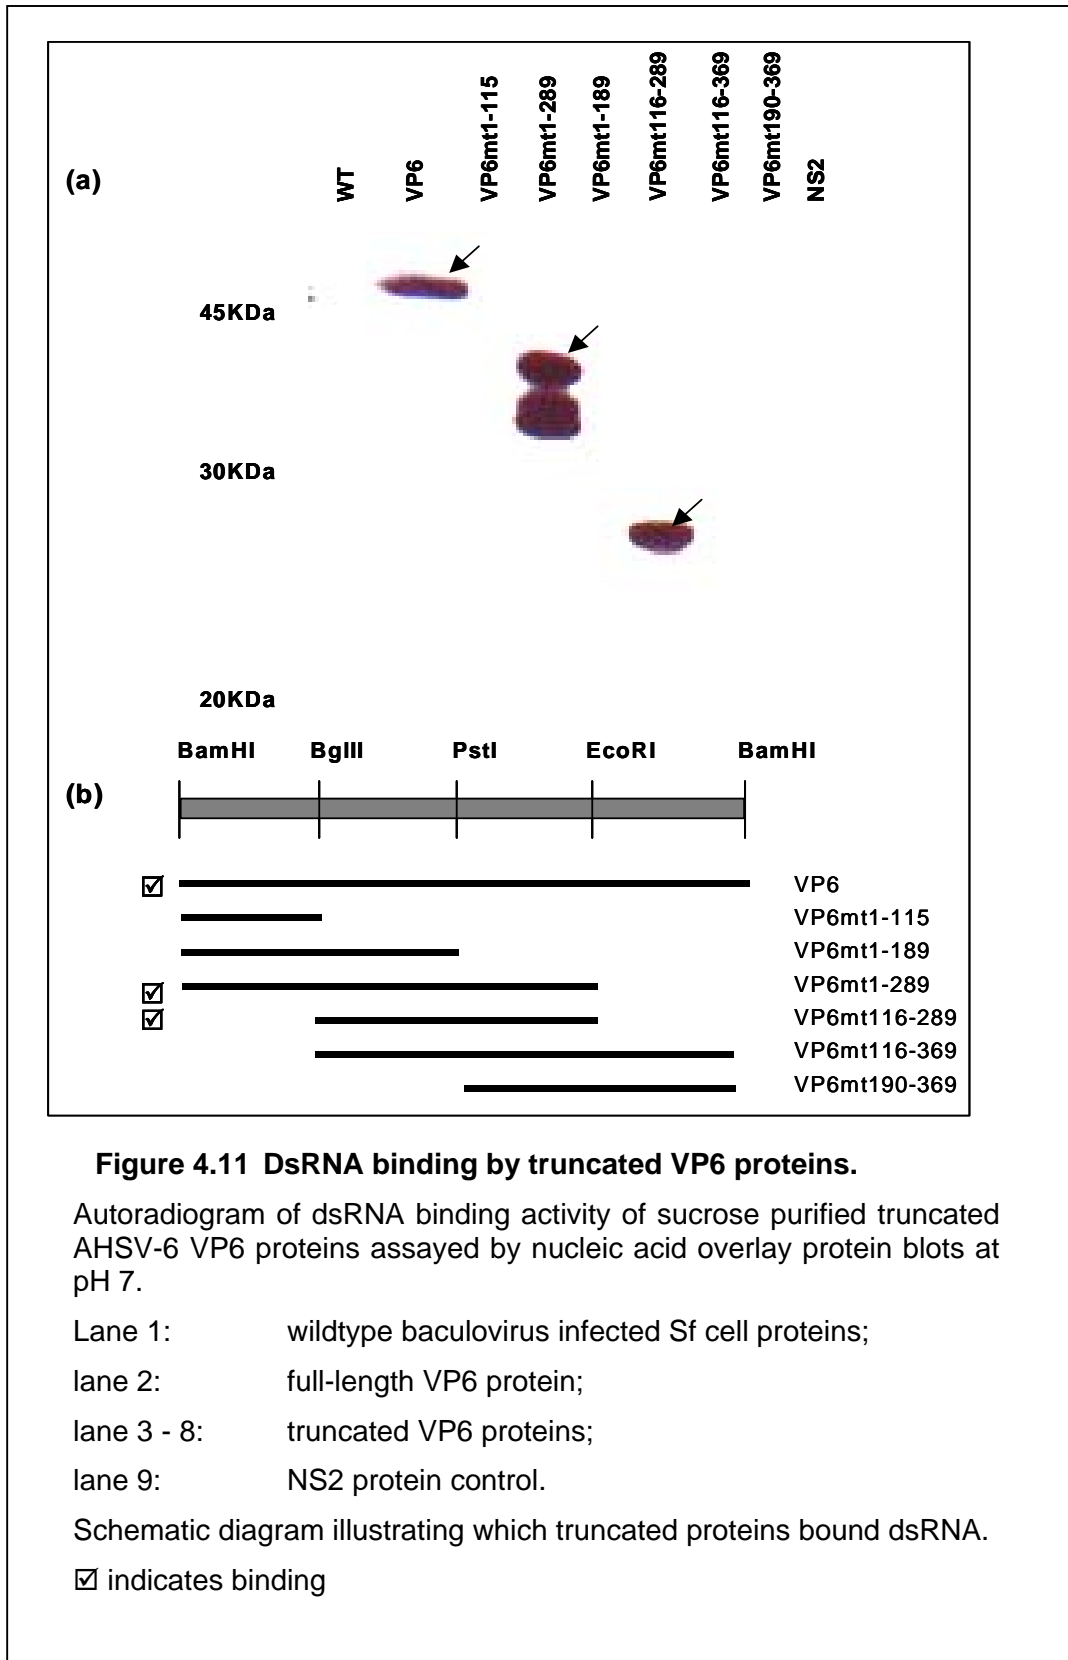 (a)
WT
VP6
VP6mt1-115
VP6mt1-289
VP6mt1-189
VP6mt116-289
VP6mt116-369
VP6mt190-369
NS2
45KDa
30KDa
20KDa
BamHI BglII PstI EcoRI BamHI
(b)
☑ VP6
VP6mt1-115
VP6mt1-189
☑ VP6mt1-289
☑ VP6mt116-289
VP6mt116-369
VP6mt190-369
Figure 4.11 DsRNA binding by truncated VP6 proteins.
Autoradiogram of dsRNA binding activity of sucrose purified truncated
AHSV-6 VP6 proteins assayed by nucleic acid overlay protein blots at
pH 7.
Lane 1: wildtype baculovirus infected Sf cell proteins;
lane 2: full-length VP6 protein;
lane 3 - 8: truncated VP6 proteins;
lane 9: NS2 protein control.
Schematic diagram illustrating which truncated proteins bound dsRNA.
☑ indicates binding